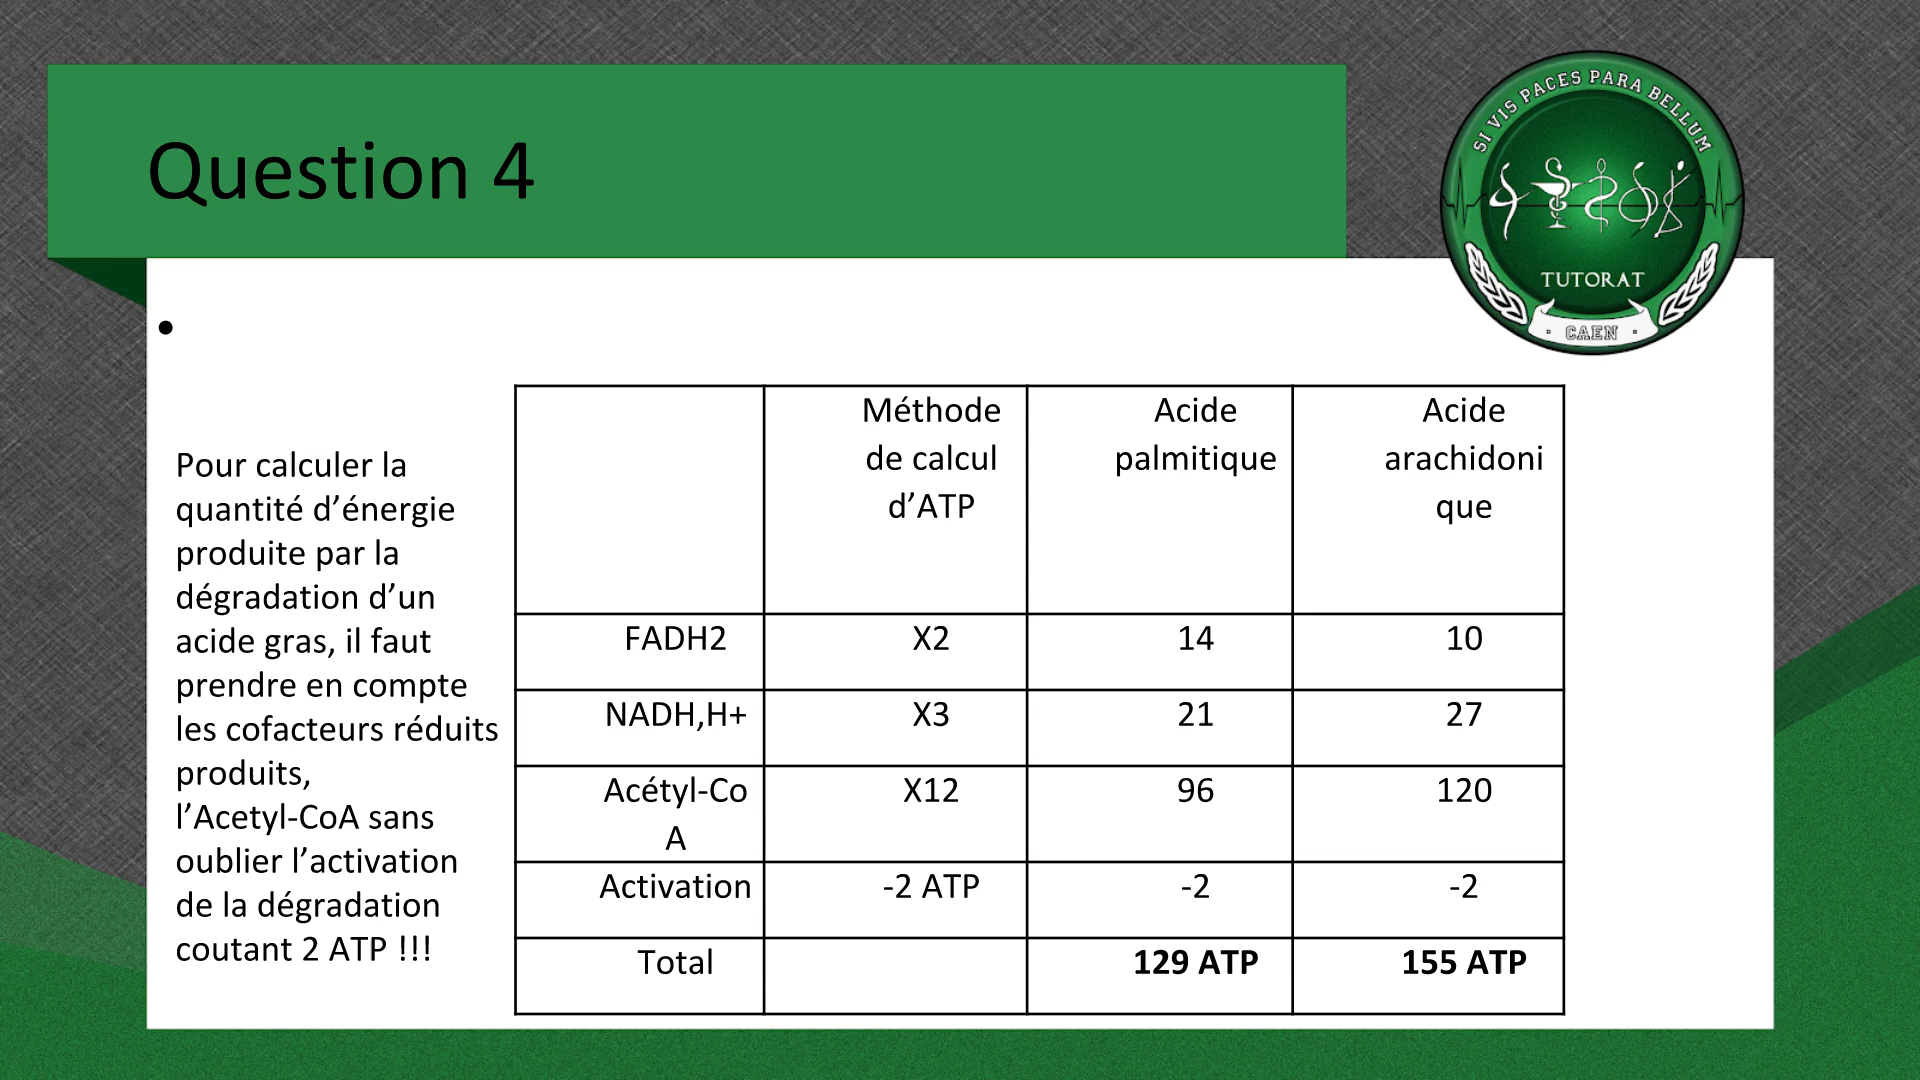 Question 4
SI VIS PACES PARA BELLUM
TUTORAT
CAEN
•
Pour calculer la
quantité d’énergie
produite par la
dégradation d’un
acide gras, il faut
prendre en compte
les cofacteurs réduits
produits,
l’Acetyl-CoA sans
oublier l’activation
de la dégradation
coutant 2 ATP !!!
Méthode
de calcul
d’ATP
Acide
palmitique
Acide
arachidoni
que
FADH2 X2 14 10
NADH,H+ X3 21 27
Acétyl-Co
A
X12 96 120
Activation -2 ATP -2 -2
Total 129 ATP 155 ATP